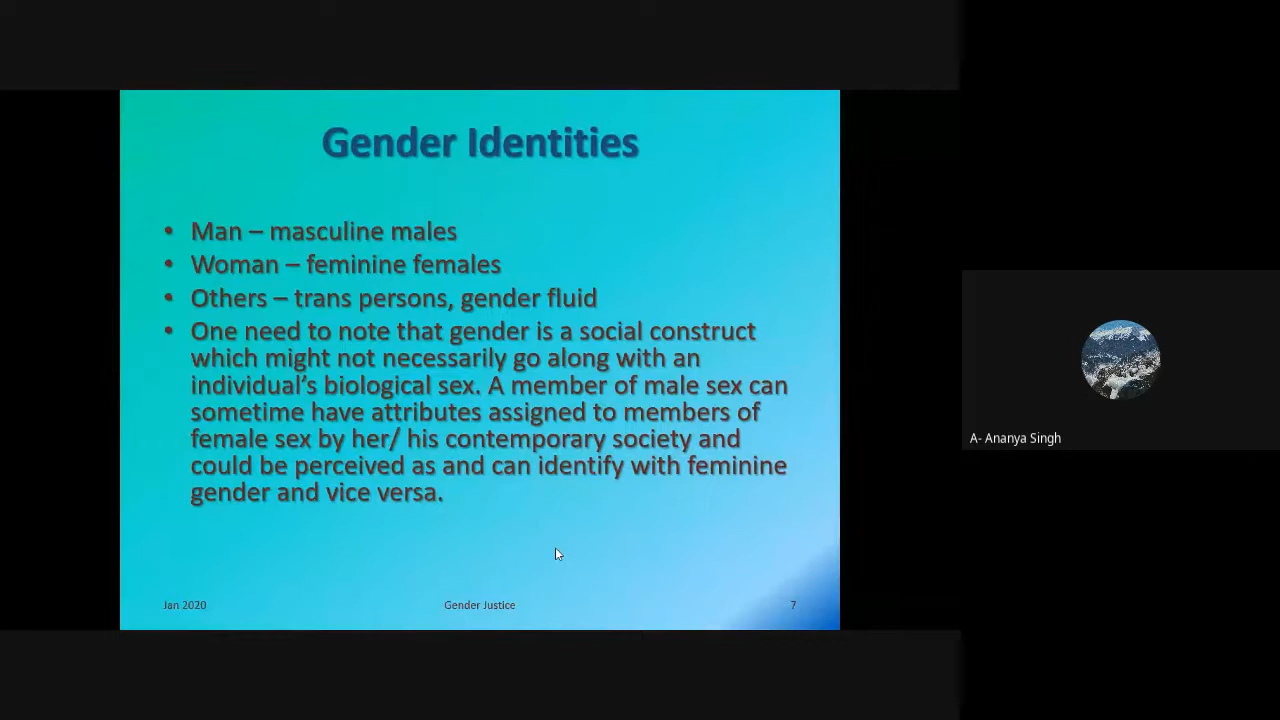 Gender Identities
• Man – masculine males
• Woman – feminine females
• Others – trans persons, gender fluid
• One need to note that gender is a social construct
which might not necessarily go along with an
individual's biological sex. A member of male sex can
sometime have attributes assigned to members of
female sex by her/ his contemporary society and
could be perceived as and can identify with feminine
gender and vice versa.
Jan 2020
Gender Justice
7
A- Ananya Singh